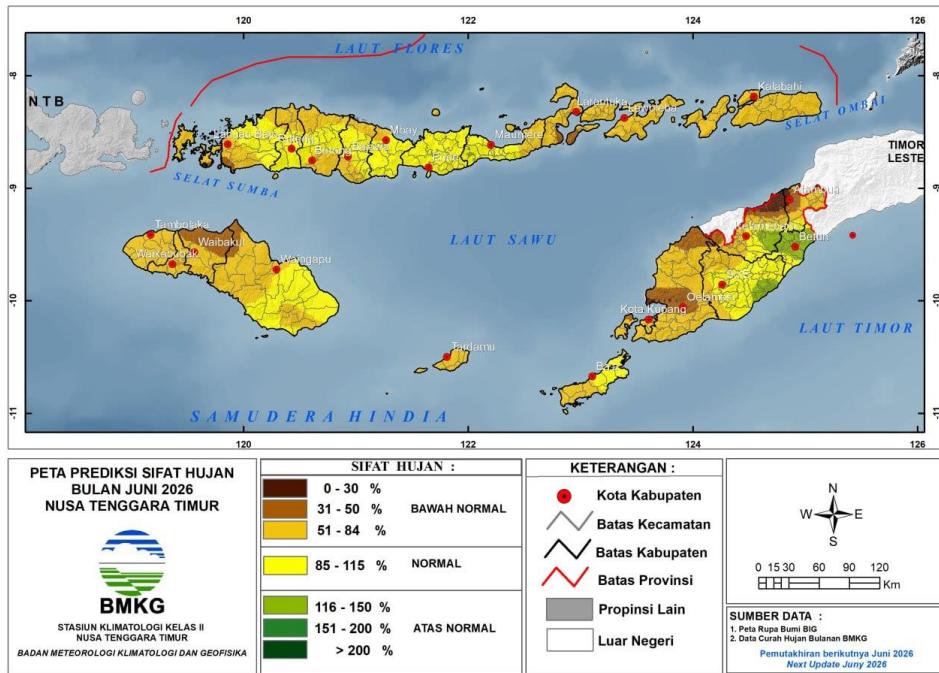 120
122
124
126
LAUT FLORES
-8
-8
NTB
Kalabahi
Larantuka
Lewoleba
SELAT OMBAI
Labuan Bajo
Ruteng
Mbay
Maumere
Borong
Bajawa
Ende
TIMOR
LESTE
-9
-9
SELAT SUMBA
Atambua
Tambolaka
Waibakul
LAUT SAWU
Kefamenanu
Betun
Waikabubak
Waingapu
SoE
-10
-10
Oelamasi
Kota Kupang
LAUT TIMOR
Tardamu
Baa
-11
-11
SAMUDERA HINDIA
120
122
124
126
PETA PREDIKSI SIFAT HUJAN
BULAN JUNI 2026
NUSA TENGGARA TIMUR
BMKG
STASIUN KLIMATOLOGI KELAS II
NUSA TENGGARA TIMUR
BADAN METEOROLOGI KLIMATOLOGI DAN GEOFISIKA
SIFAT HUJAN :
0 - 30 %
31 - 50 % BAWAH NORMAL
51 - 84 %
85 - 115 % NORMAL
116 - 150 %
151 - 200 % ATAS NORMAL
> 200 %
KETERANGAN :
Kota Kabupaten
Batas Kecamatan
Batas Kabupaten
Batas Provinsi
Propinsi Lain
Luar Negeri
N
W E
S
0 15 30 60 90 120
Km
SUMBER DATA :
1. Peta Rupa Bumi BIG
2. Data Curah Hujan Bulanan BMKG
Pemutakhiran berikutnya Juni 2026
Next Update Juny 2026